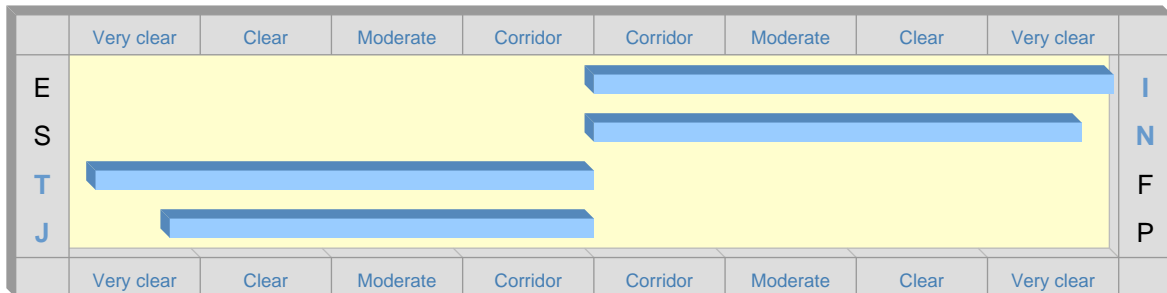 Very clear Clear Moderate Corridor Corridor Moderate Clear Very clear
E I
S N
T F
J P
Very clear Clear Moderate Corridor Corridor Moderate Clear Very clear